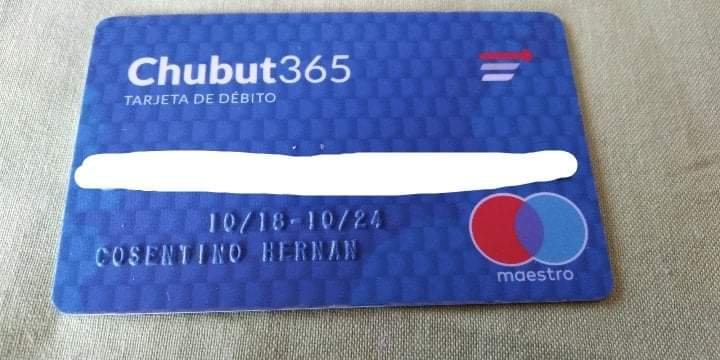 Chubut365
TARJETA DE DÉBITO
10/18-10/24
COSENTINO HERNAN
maestro